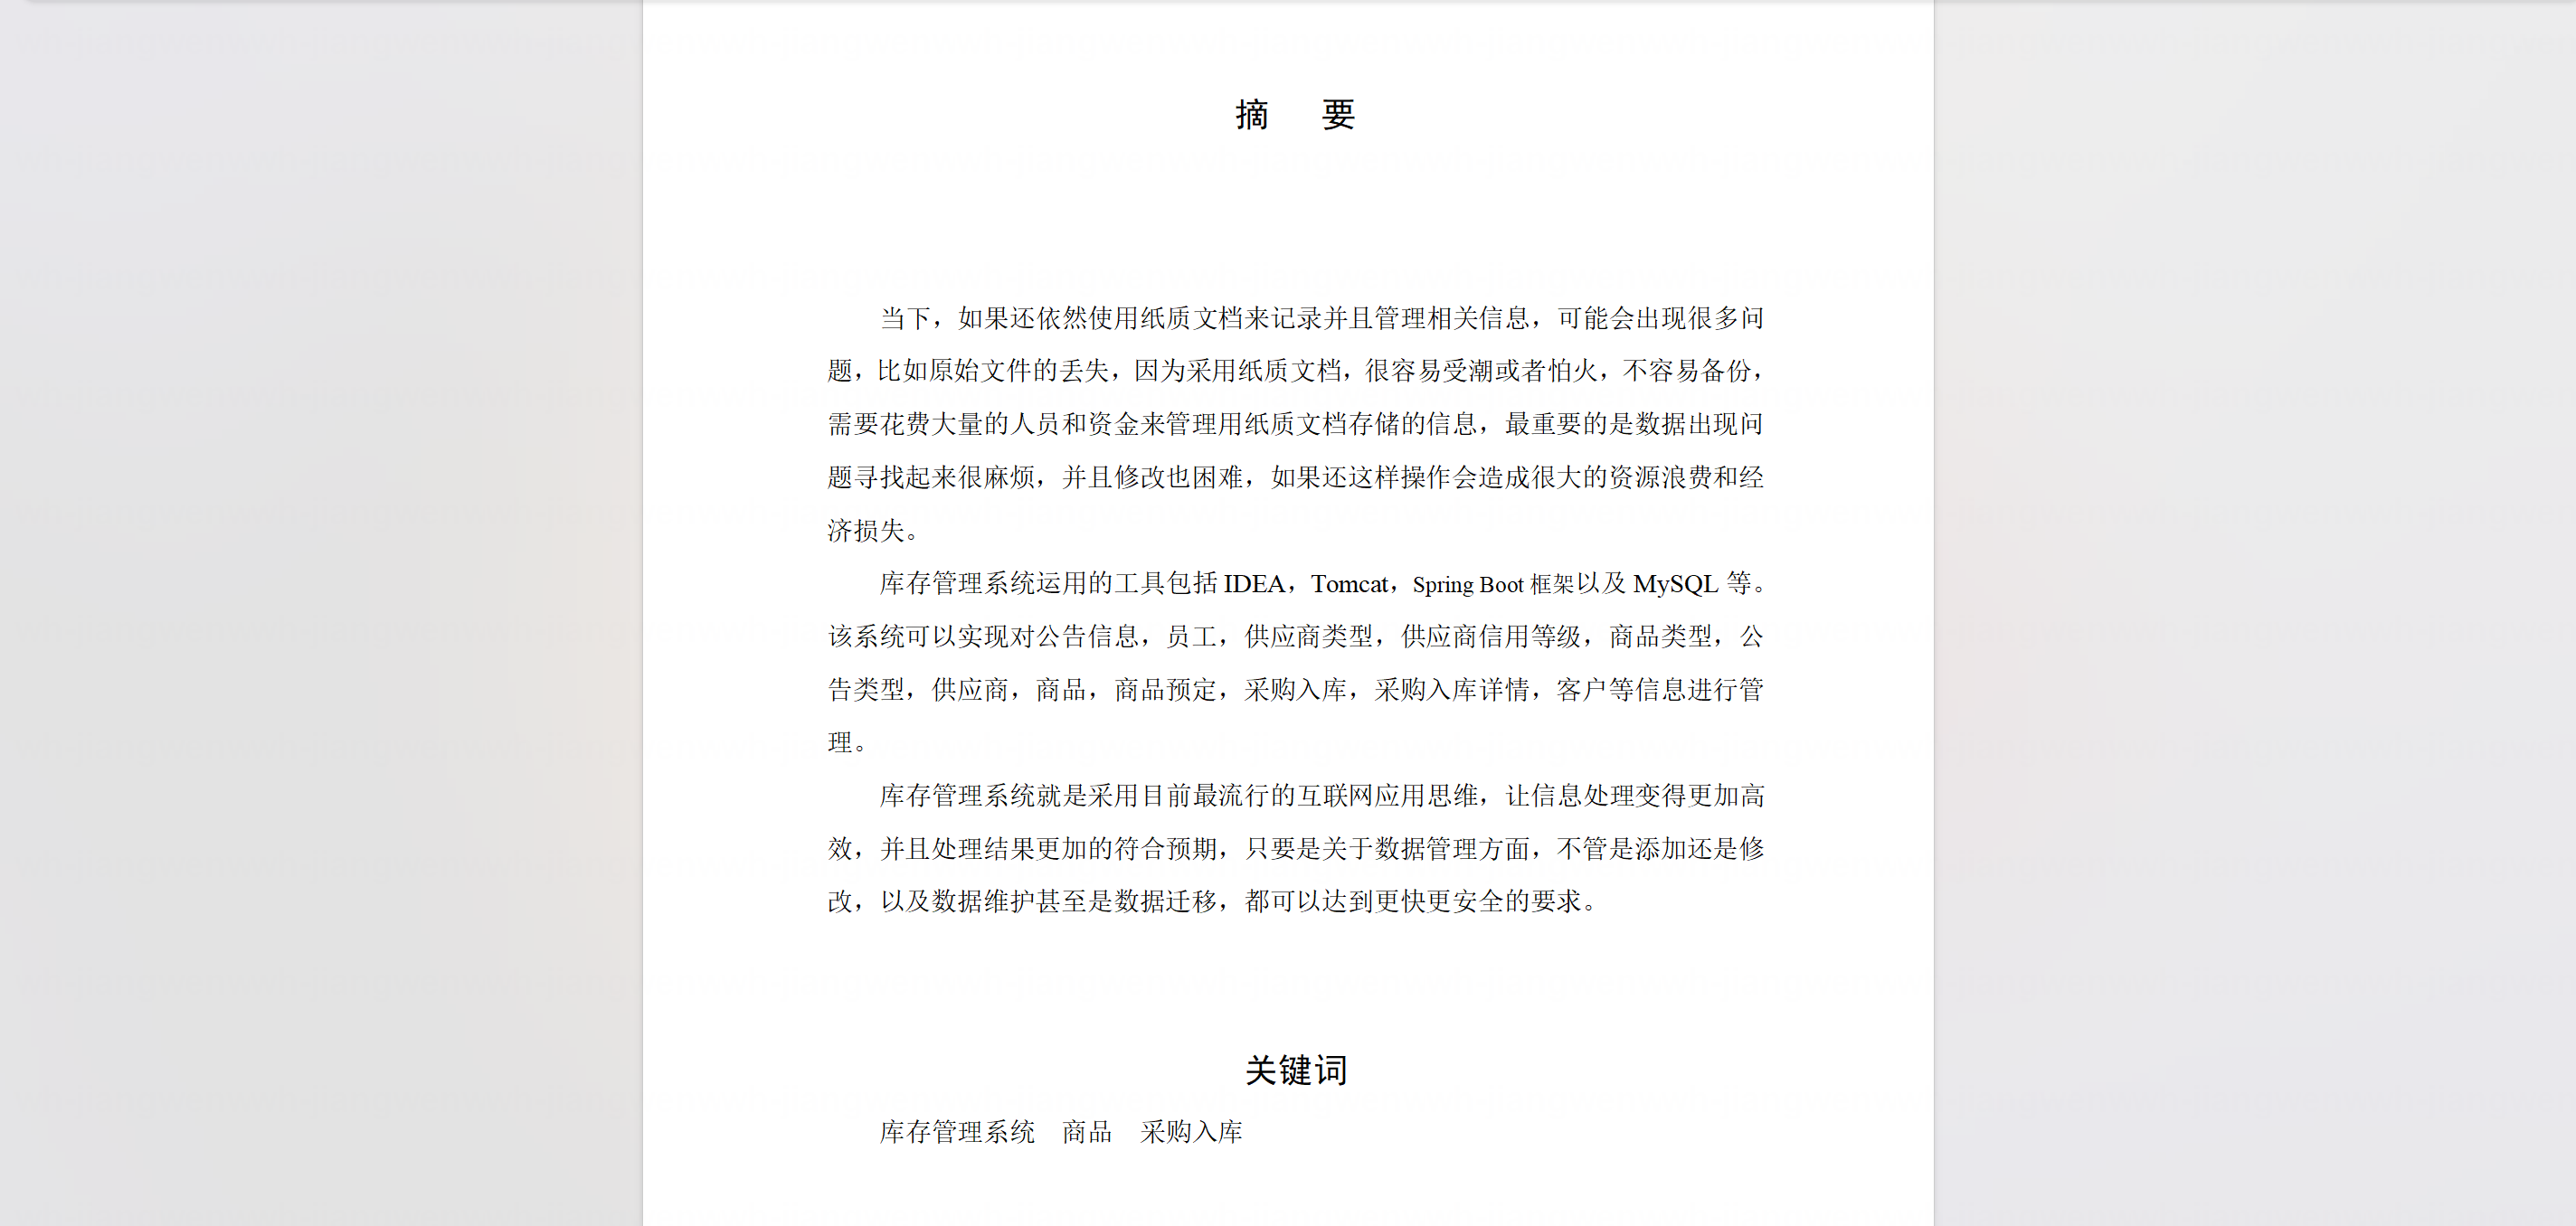 摘 要
当下，如果还依然使用纸质文档来记录并且管理相关信息，可能会出现很多问
题，比如原始文件的丢失，因为采用纸质文档，很容易受潮或者怕火，不容易备份，
需要花费大量的人员和资金来管理用纸质文档存储的信息，最重要的是数据出现问
题寻找起来很麻烦，并且修改也困难，如果还这样操作会造成很大的资源浪费和经
济损失。
库存管理系统运用的工具包括 IDEA，Tomcat，Spring Boot 框架以及 MySQL 等。
该系统可以实现对公告信息，员工，供应商类型，供应商信用等级，商品类型，公
告类型，供应商，商品，商品预定，采购入库，采购入库详情，客户等信息进行管
理。
库存管理系统就是采用目前最流行的互联网应用思维，让信息处理变得更加高
效，并且处理结果更加的符合预期，只要是关于数据管理方面，不管是添加还是修
改，以及数据维护甚至是数据迁移，都可以达到更快更安全的要求。
关键词
库存管理系统 商品 采购入库